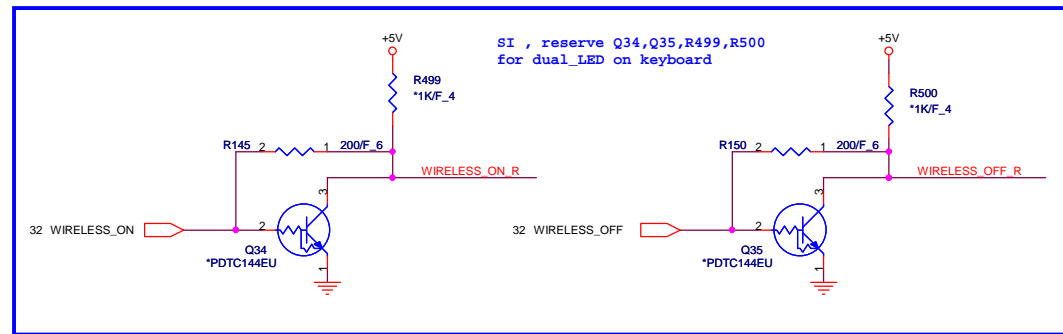 SI , reserve Q34,Q35,R499,R500
for dual_LED on keyboard
+5V
R499
*1K/F_4
R145 2 1 200/F_6
WIRELESS_ON_R
3
32 WIRELESS_ON
2
Q34
*PDTC144EU
1
+5V
R500
*1K/F_4
R150 2 1 200/F_6
WIRELESS_OFF_R
3
32 WIRELESS_OFF
2
Q35
*PDTC144EU
1